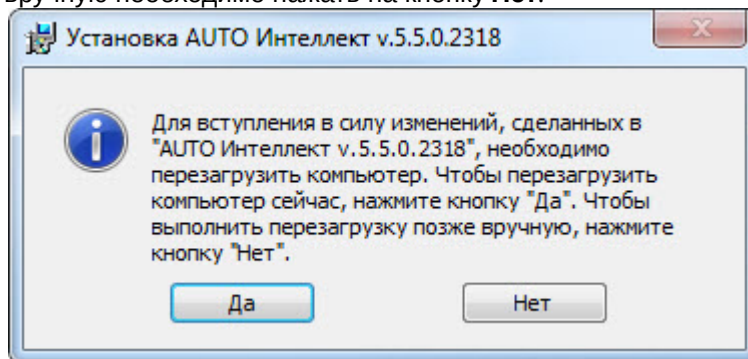 вручную необходимо нажать на кнопку Нет.
Установка AUTO Интеллект v.5.5.0.2318
Для вступления в силу изменений, сделанных в
"AUTO Интеллект v.5.5.0.2318", необходимо
перезагрузить компьютер. Чтобы перезагрузить
компьютер сейчас, нажмите кнопку "Да". Чтобы
выполнить перезагрузку позже вручную, нажмите
кнопку "Нет".
Да
Нет